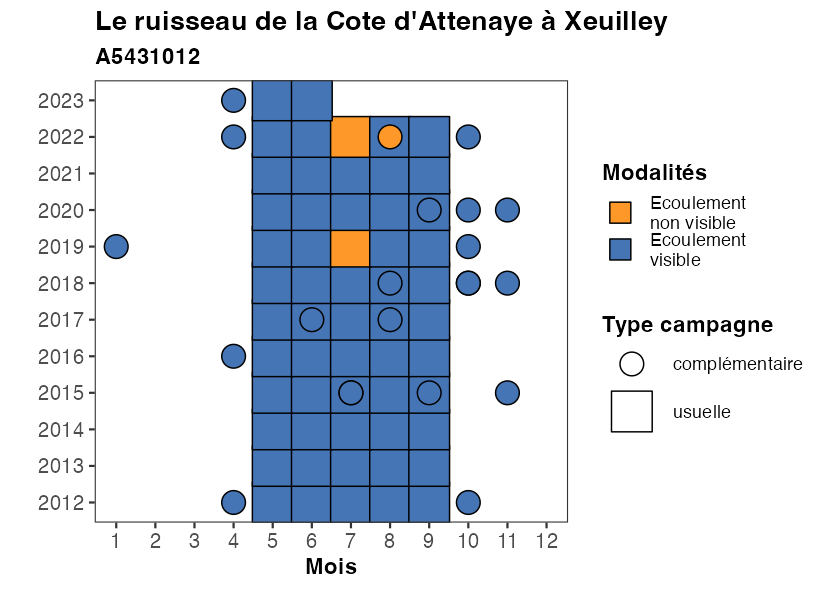 Le ruisseau de la Cote d'Attenaye à Xeuilley
A5431012
2023
2022
2021
2020
2019
2018
2017
2016
2015
2014
2013
2012
1 2 3 4 5 6 7 8 9 10 11 12
Mois
Modalités
Ecoulement
non visible
Ecoulement
visible
Type campagne
complémentaire
usuelle